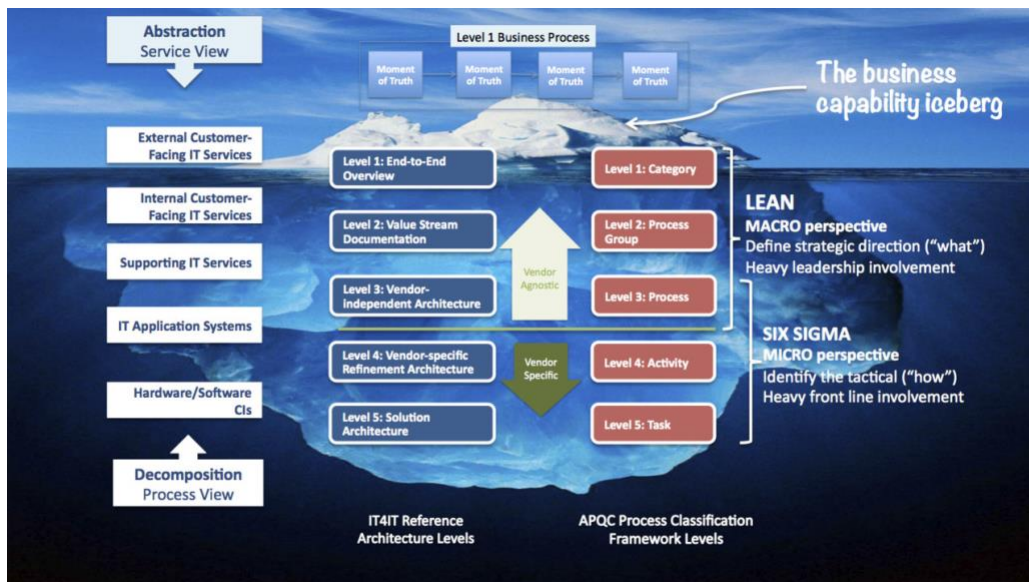 Abstraction
Service View
Level 1 Business Process
Moment
of Truth
Moment
of Truth
Moment
of Truth
Moment
of Truth
The business
capability iceberg
External Customer-
Facing IT Services
Internal Customer-
Facing IT Services
Supporting IT Services
IT Application Systems
Hardware/Software
CIs
Decomposition
Process View
Level 1: End-to-End
Overview
Level 2: Value Stream
Documentation
Level 3: Vendor-
independent Architecture
Level 4: Vendor-specific
Refinement Architecture
Level 5: Solution
Architecture
IT4IT Reference
Architecture Levels
Vendor
Agnostic
Vendor
Specific
Level 1: Category
Level 2: Process
Group
Level 3: Process
Level 4: Activity
Level 5: Task
APQC Process Classification
Framework Levels
LEAN
MACRO perspective
Define strategic direction (“what”)
Heavy leadership involvement
SIX SIGMA
MICRO perspective
Identify the tactical (“how”)
Heavy front line involvement